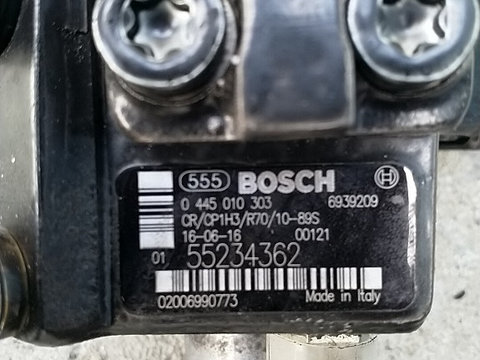 555 BOSCH
0 445 010 303 6939209
CR/CP1H3/R70/10-89S
16-06-16 00121
01 55234362
02006990773 Made in Italy